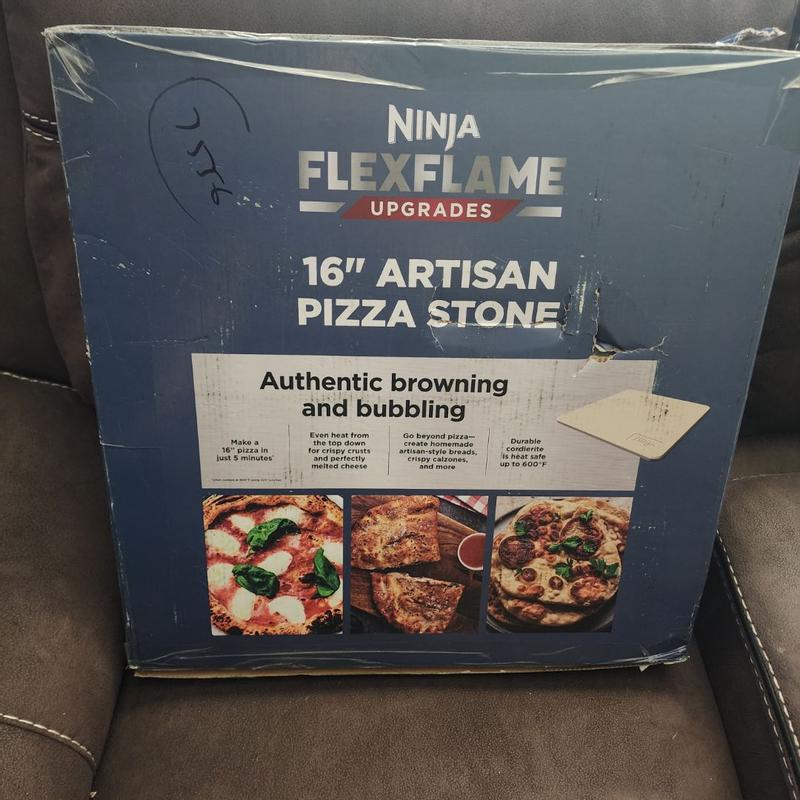 NINJA
FLEXFLAME
UPGRADES
16" ARTISAN
PIZZA STONE
Authentic browning
and bubbling
Make a
16" pizza in
just 5 minutes*
Even heat from
the top down
for crispy crusts
and perfectly
melted cheese
Go beyond pizza—
create homemade
artisan-style breads,
crispy calzones,
and more
Durable
cordierite
is heat safe
up to 600°F